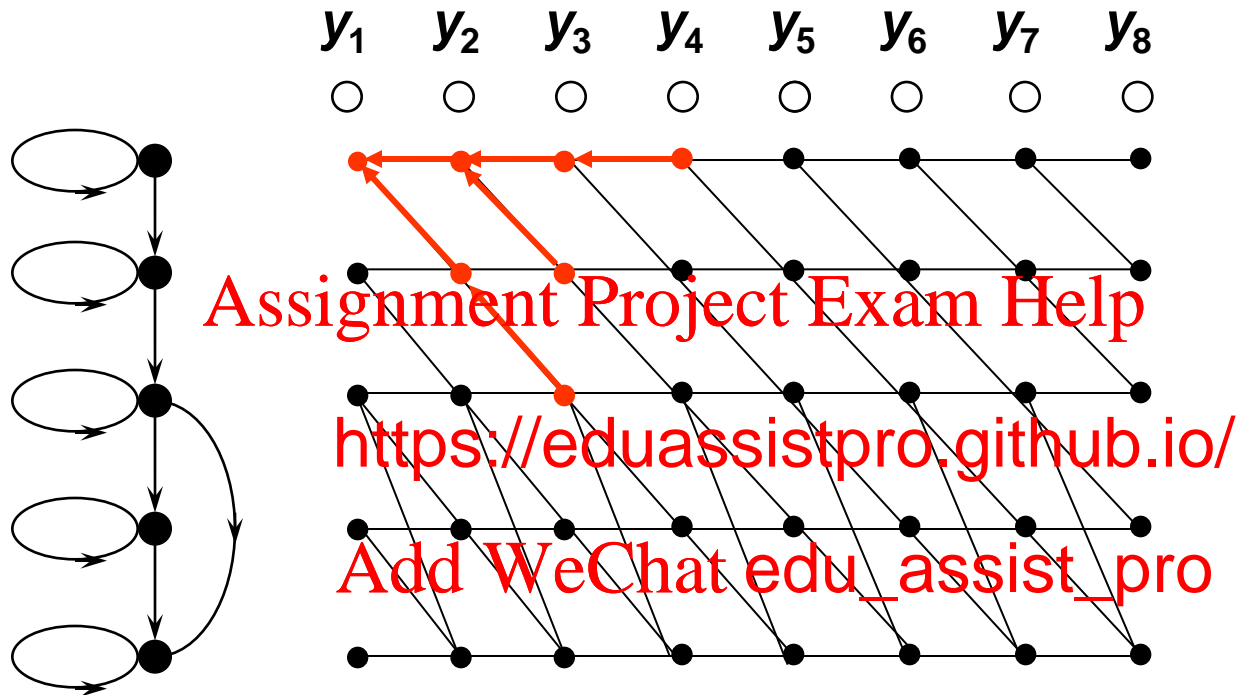 y1 y2 y3 y4 y5 y6 y7 y8
Assignment Project Exam Help
https://eduassistpro.github.io/
Add WeChat edu_assist_pro